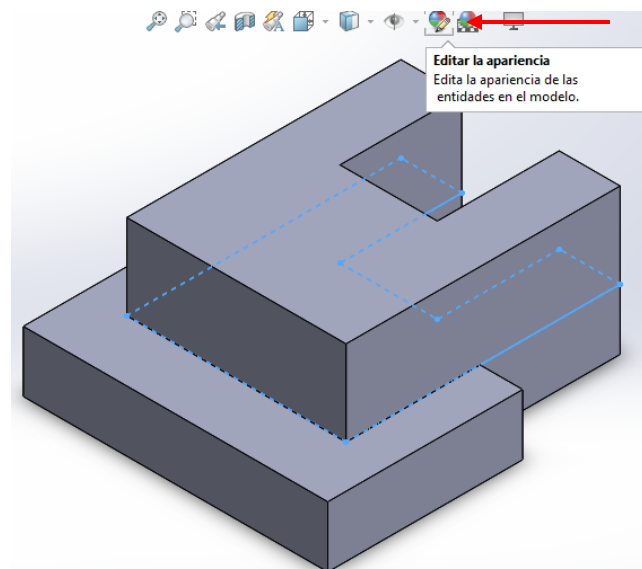 Editar la apariencia
Edita la apariencia de las
entidades en el modelo.